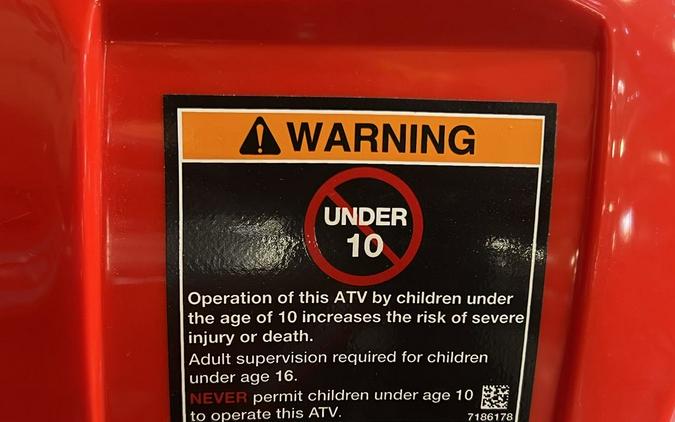 WARNING
UNDER
10
Operation of this ATV by children under
the age of 10 increases the risk of severe
injury or death.
Adult supervision required for children
under age 16.
NEVER permit children under age 10
to operate this ATV.
7186178